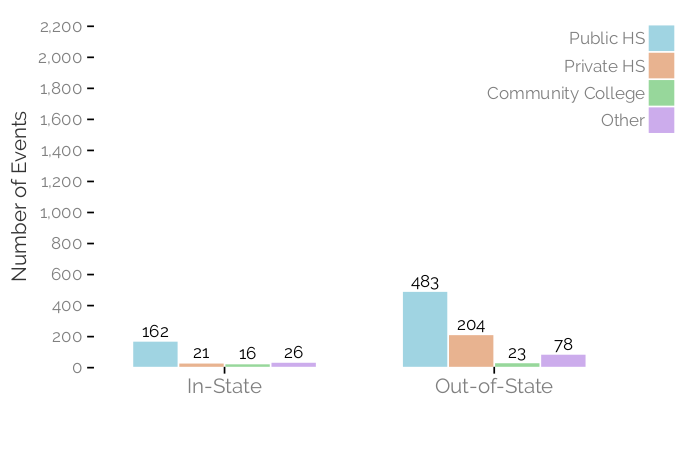 2,200
2,000
1,800
1,600
1,400
1,200
1,000
800
600
400
200
0
Number of Events
Public HS
Private HS
Community College
Other
162
21
16
26
483
204
23
78
In-State
Out-of-State